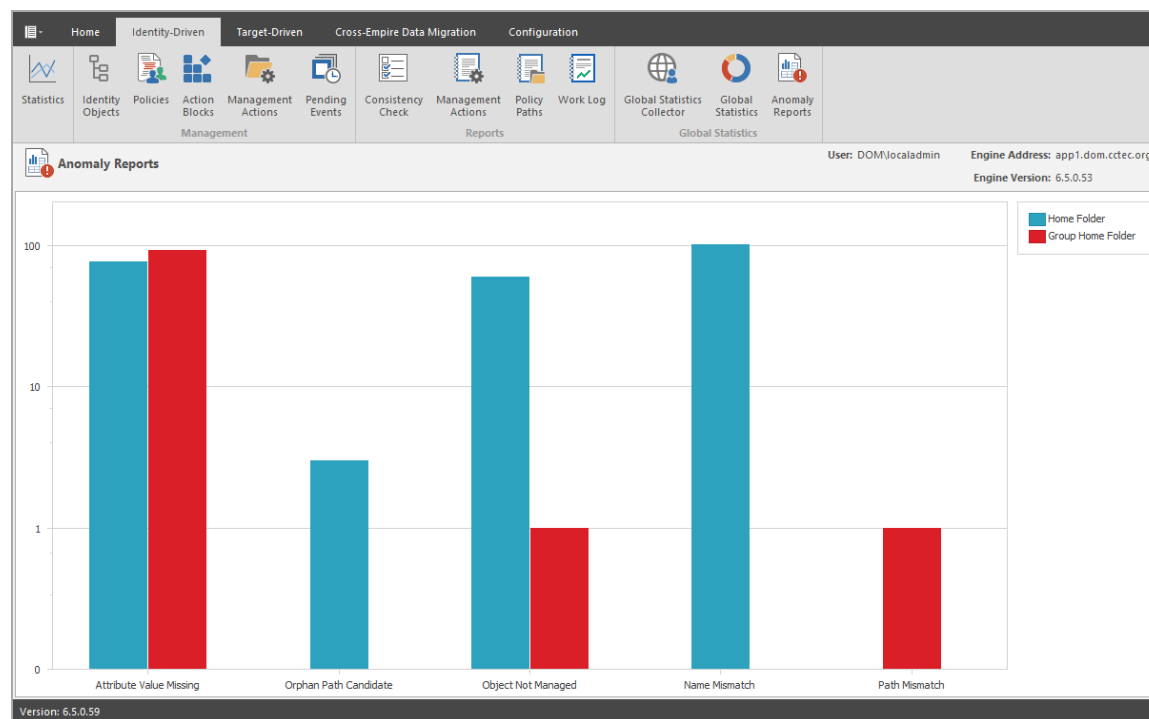 Home Identity-Driven Target-Driven Cross-Empire Data Migration Configuration
Statistics Identity Policies Action Management Pending Consistency Management Policy Work Log Global Statistics Global Anomaly
Objects Blocks Actions Events Check Actions Paths Collector Statistics Reports
Management Reports Global Statistics
Anomaly Reports User: DOM\localadmin Engine Address: app1.dom.cctec.org
Engine Version: 6.5.0.53
Home Folder
Group Home Folder
100
10
1
0
Attribute Value Missing Orphan Path Candidate Object Not Managed Name Mismatch Path Mismatch
Version: 6.5.0.59